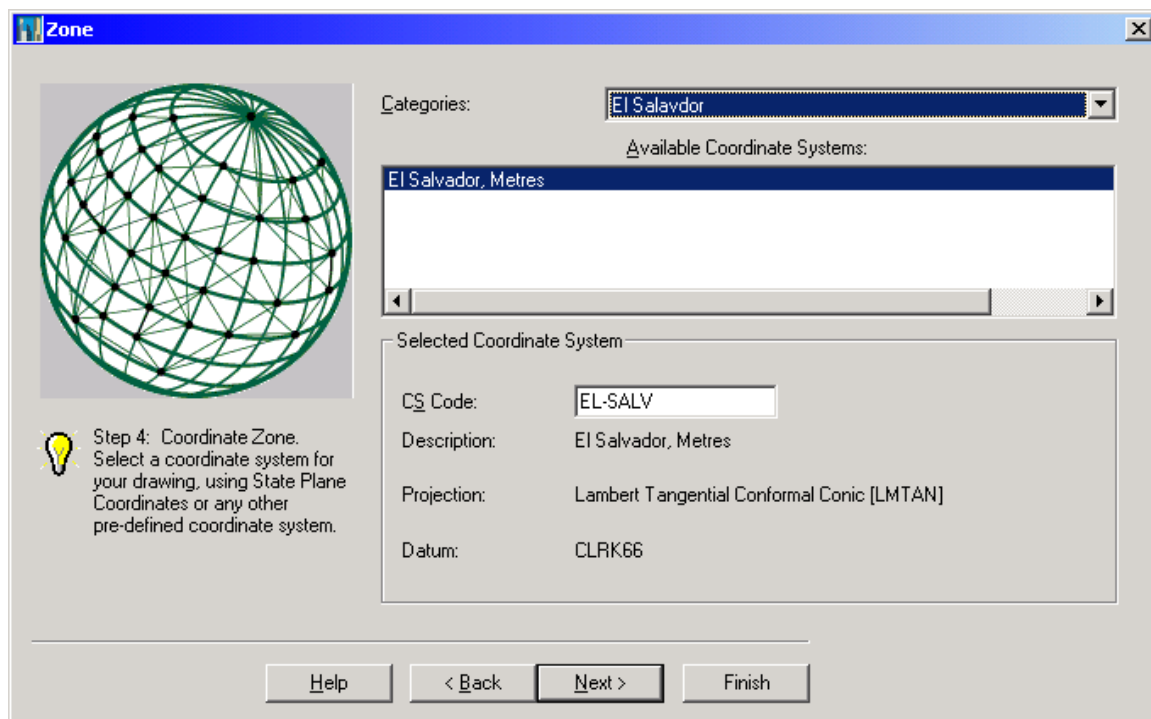 Zone
Categories:
El Salavdor
Available Coordinate Systems:
El Salvador, Metres
Selected Coordinate System
CS Code:
EL-SALV
Description:
El Salvador, Metres
Projection:
Lambert Tangential Conformal Conic [LMTAN]
Datum:
CLRK66
Step 4: Coordinate Zone.
Select a coordinate system for
your drawing, using State Plane
Coordinates or any other
pre-defined coordinate system.
Help
< Back
Next >
Finish